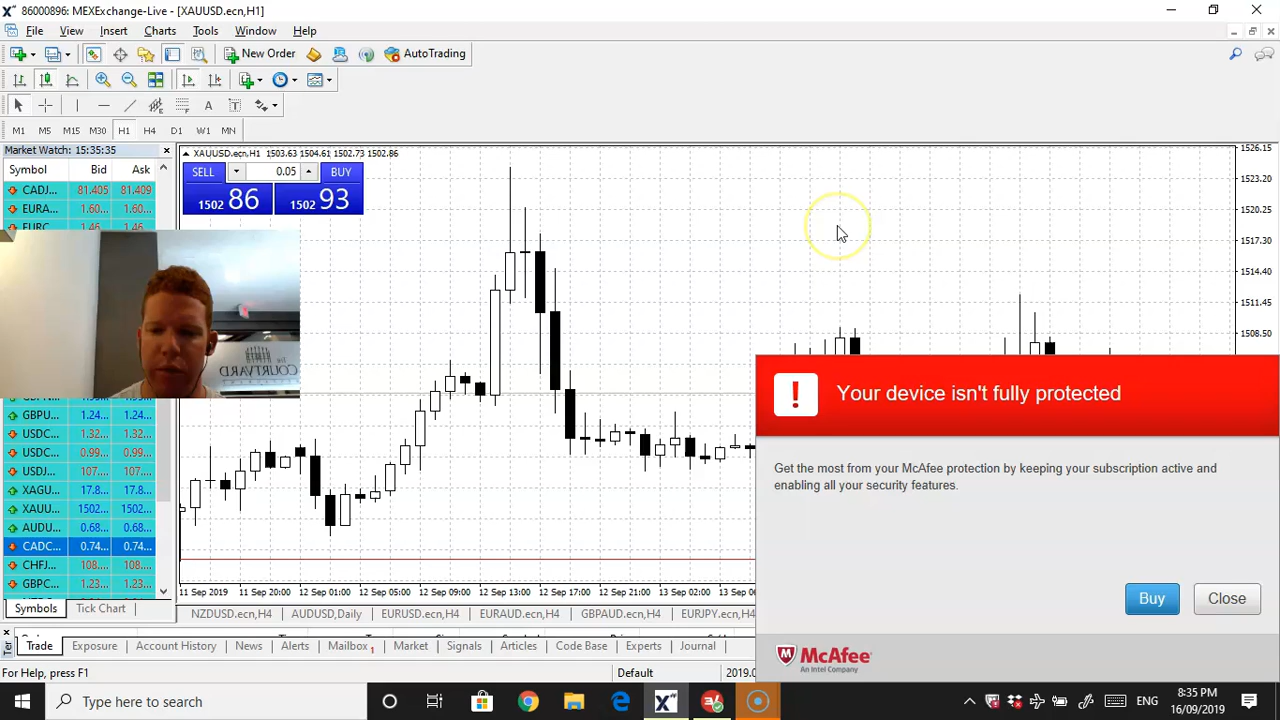 86000896: MEXExchange-Live - [XAUUSD.ecn,H1]
File View Insert Charts Tools Window Help
New Order AutoTrading
A T
M1 M5 M15 M30 H1 H4 D1 W1 MN
Market Watch: 15:35:35
Symbol Bid Ask
CADJ... 81.405 81.409
EURA... 1.60... 1.60...
EURC... 1.46
GBPU... 1.24... 1.24...
USDC... 1.32... 1.32...
USDC... 0.99... 0.99...
USDJ... 107.... 107....
XAGU... 17.8... 17.8...
XAUU... 1502... 1502...
AUDU... 0.68... 0.68...
CADC... 0.74... 0.74...
CHFJ... 108.... 108....
GBPC... 1.23... 1.23...
Symbols Tick Chart
XAUUSD.ecn,H1 1503.63 1504.61 1502.73 1502.86
SELL 0.05 BUY
1502 86 1502 93
1526.15
1523.20
1520.25
1517.30
1514.40
1511.45
1508.50
the
COURTYARD
Your device isn't fully protected
Get the most from your McAfee protection by keeping your subscription active and
enabling all your security features.
Buy Close
McAfee
An Intel Company
11 Sep 2019 11 Sep 20:00 12 Sep 05:00 12 Sep 09:00 12 Sep 13:00 12 Sep 17:00 12 Sep 21:00 13 Sep 02:00 13 Sep 06
NZDUSD.ecn,H4 AUDUSD,Daily EURUSD.ecn,H4 EURAUD.ecn,H4 GBPAUD.ecn,H4 EURJPY.ecn,H4
Trade Exposure Account History News Alerts Mailbox 1 Market Signals Articles Code Base Experts Journal
For Help, press F1 Default 2019.0
Type here to search
ENG
8:35 PM
16/09/2019